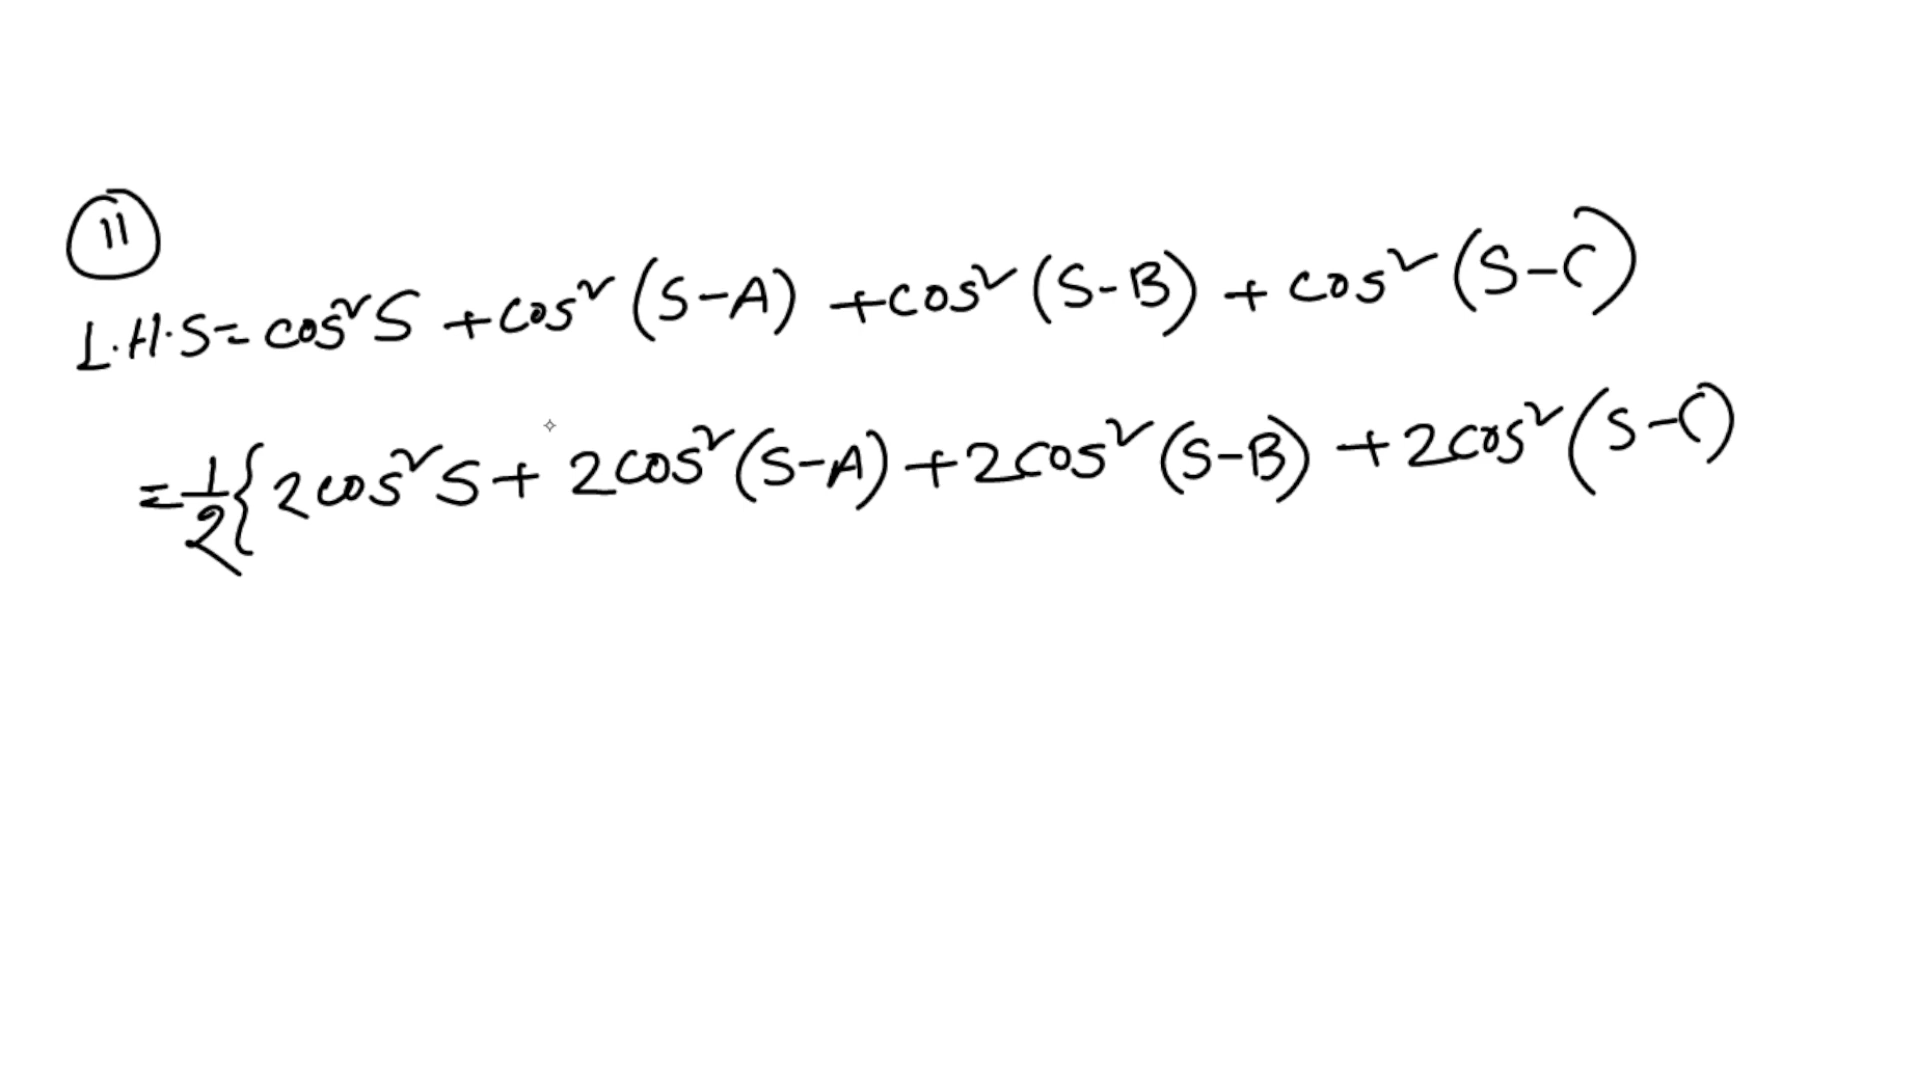 11
L.H.S = cos²S + cos²(S-A) + cos²(S-B) + cos²(S-C)
= 1/2 { 2cos²S + 2cos²(S-A) + 2cos²(S-B) + 2cos²(S-C)